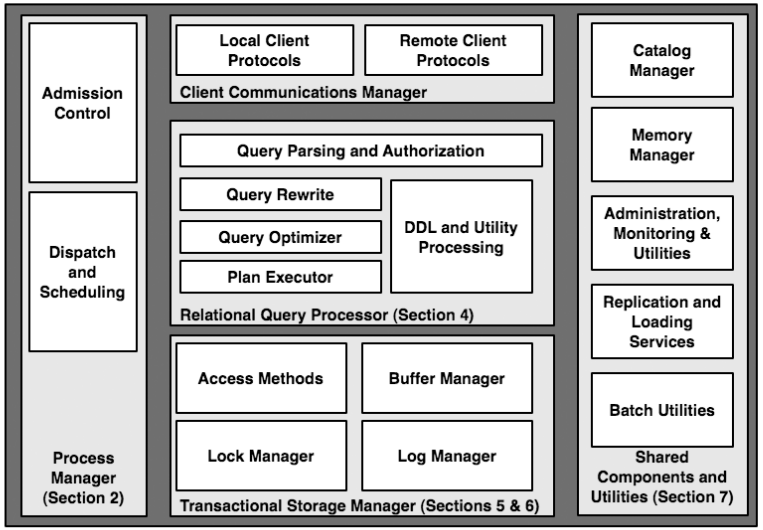 Admission
Control
Dispatch
and
Scheduling
Process
Manager
(Section 2)
Local Client
Protocols
Remote Client
Protocols
Client Communications Manager
Query Parsing and Authorization
Query Rewrite
Query Optimizer
Plan Executor
DDL and Utility
Processing
Relational Query Processor (Section 4)
Access Methods
Buffer Manager
Lock Manager
Log Manager
Transactional Storage Manager (Sections 5 & 6)
Catalog
Manager
Memory
Manager
Administration,
Monitoring &
Utilities
Replication and
Loading
Services
Batch Utilities
Shared
Components and
Utilities (Section 7)